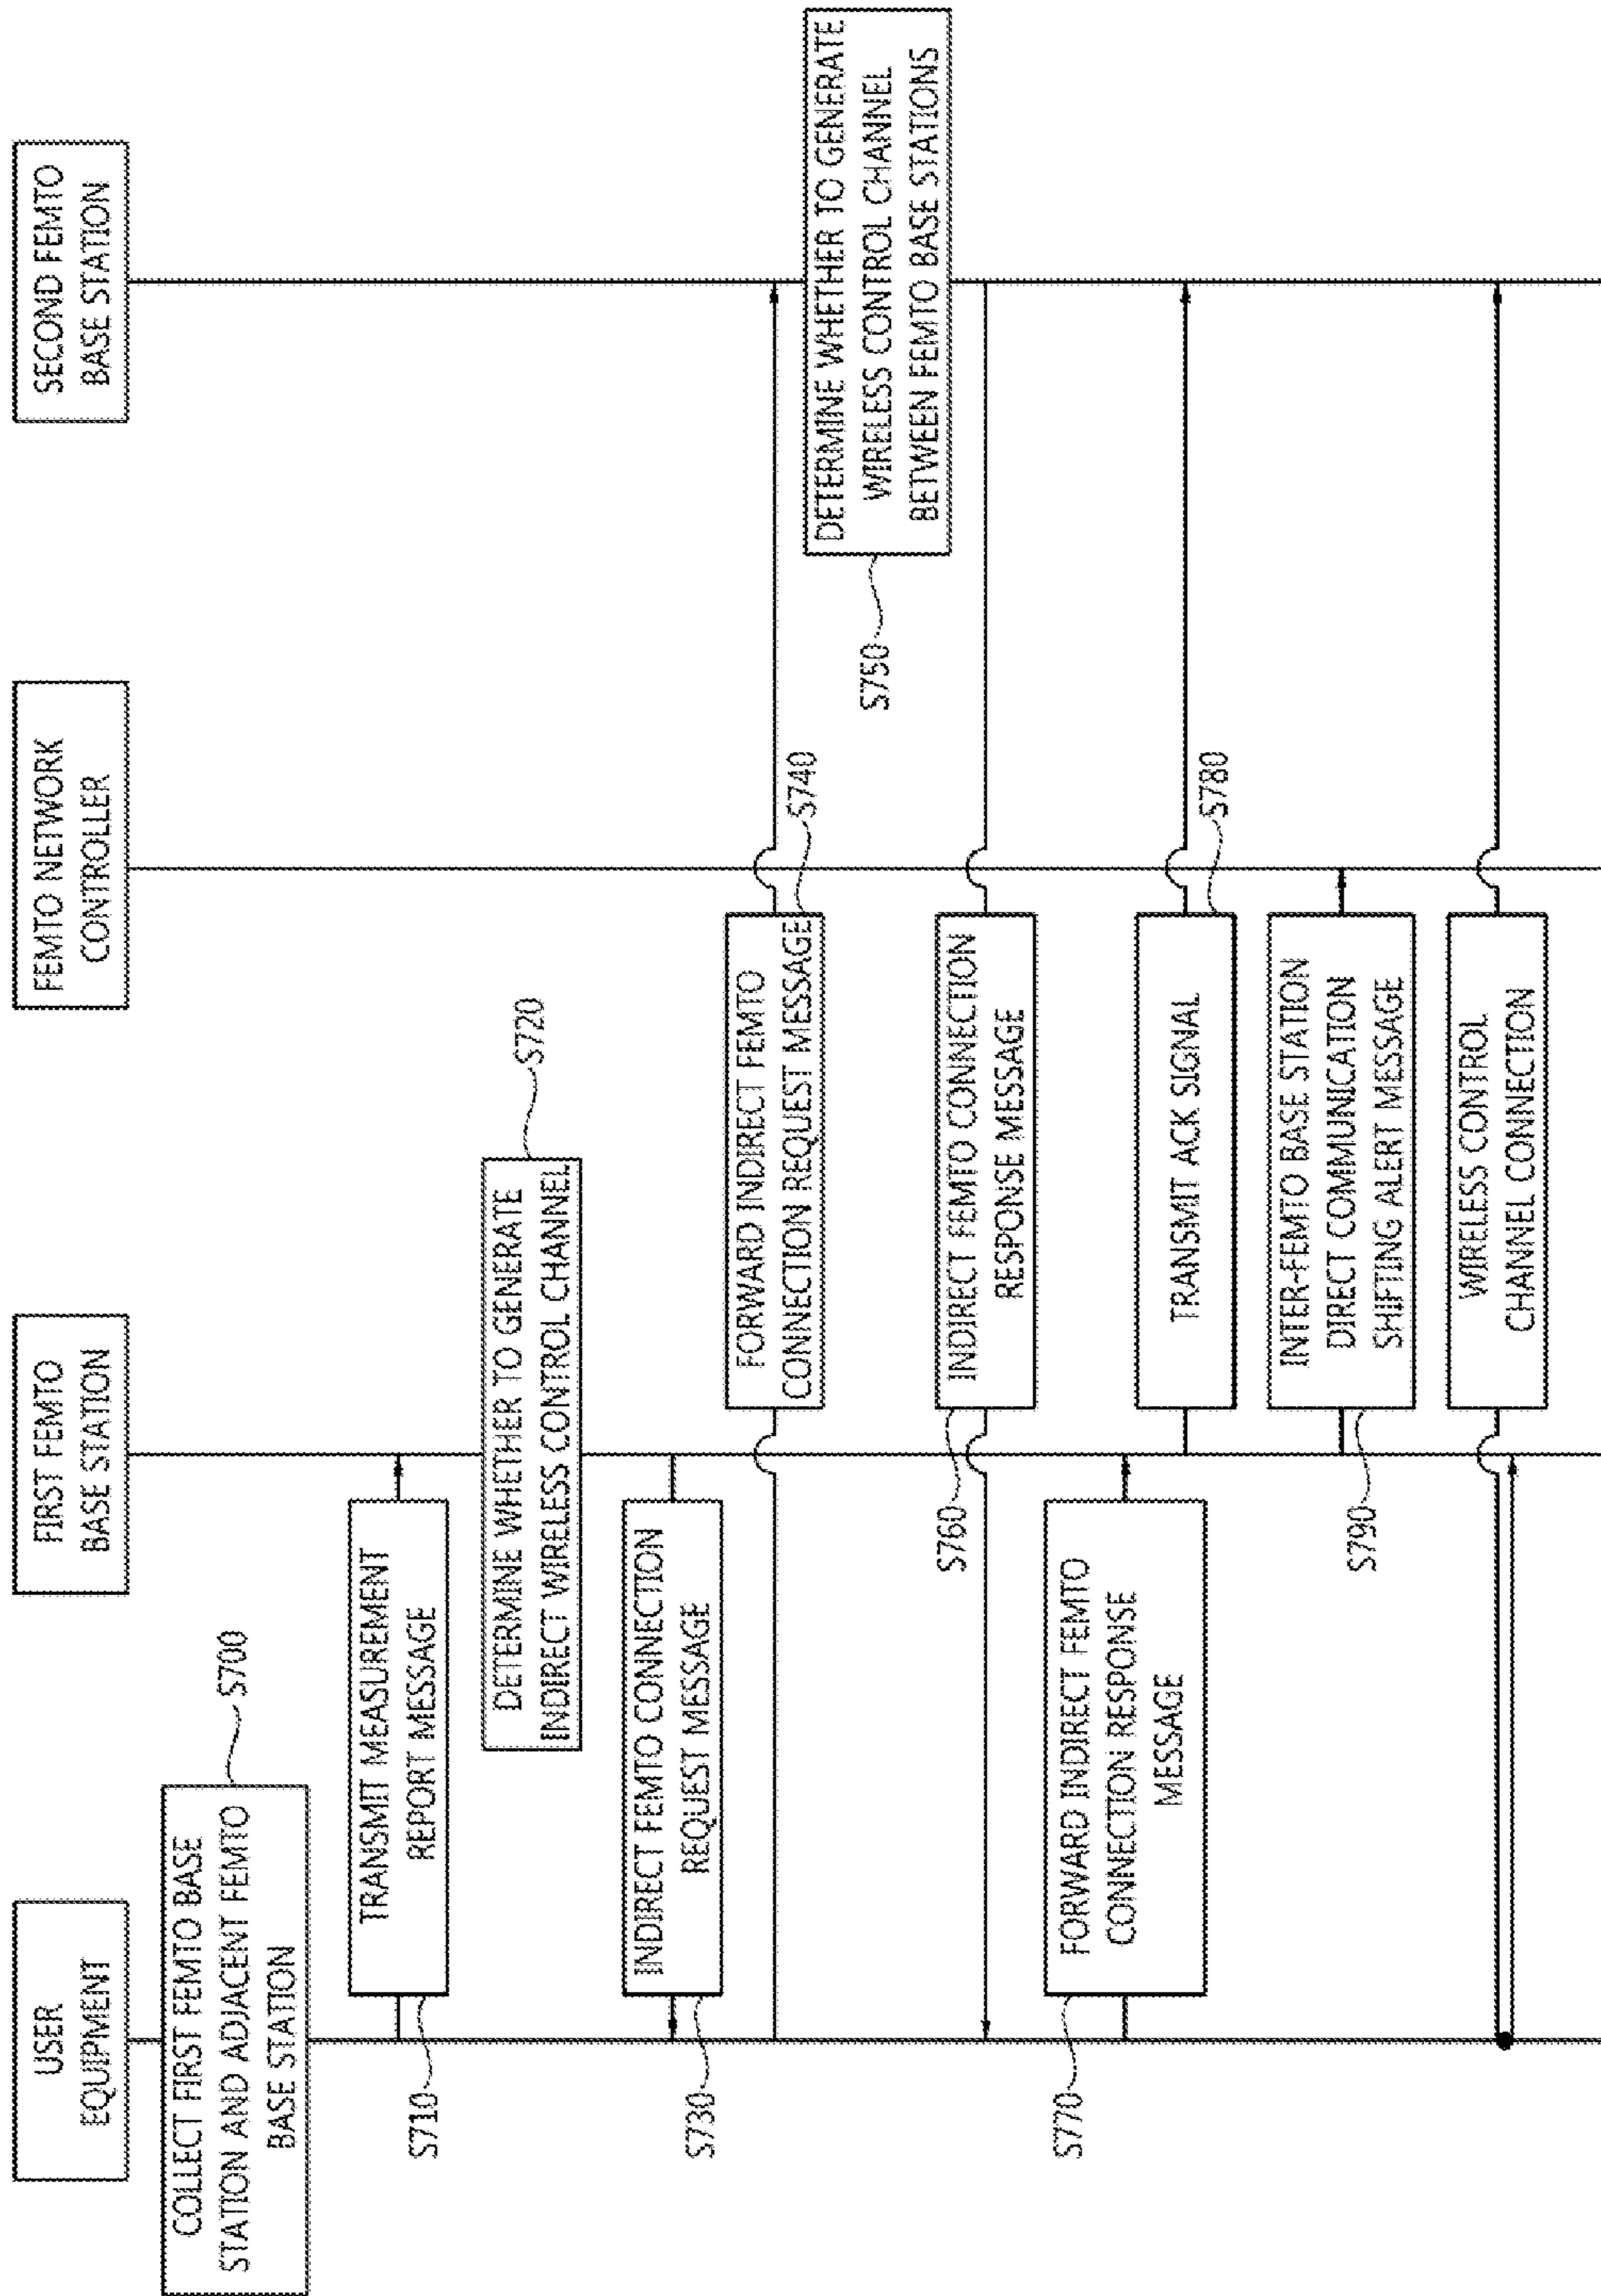 USER
EQUIPMENT
FIRST FEMTO
BASE STATION
FEMTO NETWORK
CONTROLLER
SECOND FEMTO
BASE STATION
COLLECT FIRST FEMTO BASE
STATION AND ADJACENT FEMTO
BASE STATION
S700
TRANSMIT MEASUREMENT
REPORT MESSAGE
S710
DETERMINE WHETHER TO GENERATE
INDIRECT WIRELESS CONTROL CHANNEL
S720
INDIRECT FEMTO CONNECTION
REQUEST MESSAGE
S730
FORWARD INDIRECT FEMTO
CONNECTION REQUEST MESSAGE
S740
DETERMINE WHETHER TO GENERATE
WIRELESS CONTROL CHANNEL
BETWEEN FEMTO BASE STATIONS
S750
INDIRECT FEMTO CONNECTION
RESPONSE MESSAGE
S760
FORWARD INDIRECT FEMTO
CONNECTION RESPONSE
MESSAGE
S770
TRANSMIT ACK SIGNAL
S780
INTER-FEMTO BASE STATION
DIRECT COMMUNICATION
SHIFTING ALERT MESSAGE
S790
WIRELESS CONTROL
CHANNEL CONNECTION